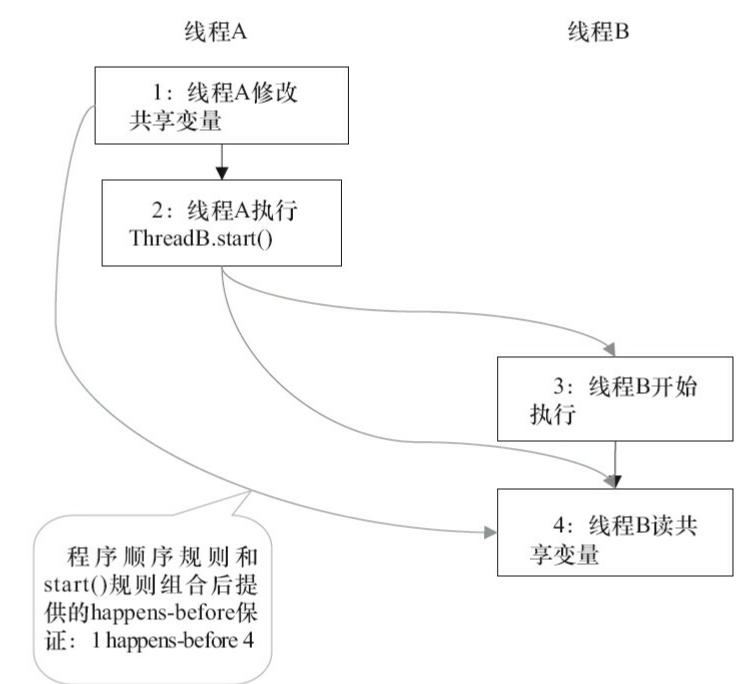 线程A
线程B
1：线程A修改
共享变量
2：线程A执行
ThreadB.start()
3：线程B开始
执行
4：线程B读共
享变量
程序顺序规则和
start()规则组合后提
供的happens-before保
证：1 happens-before 4